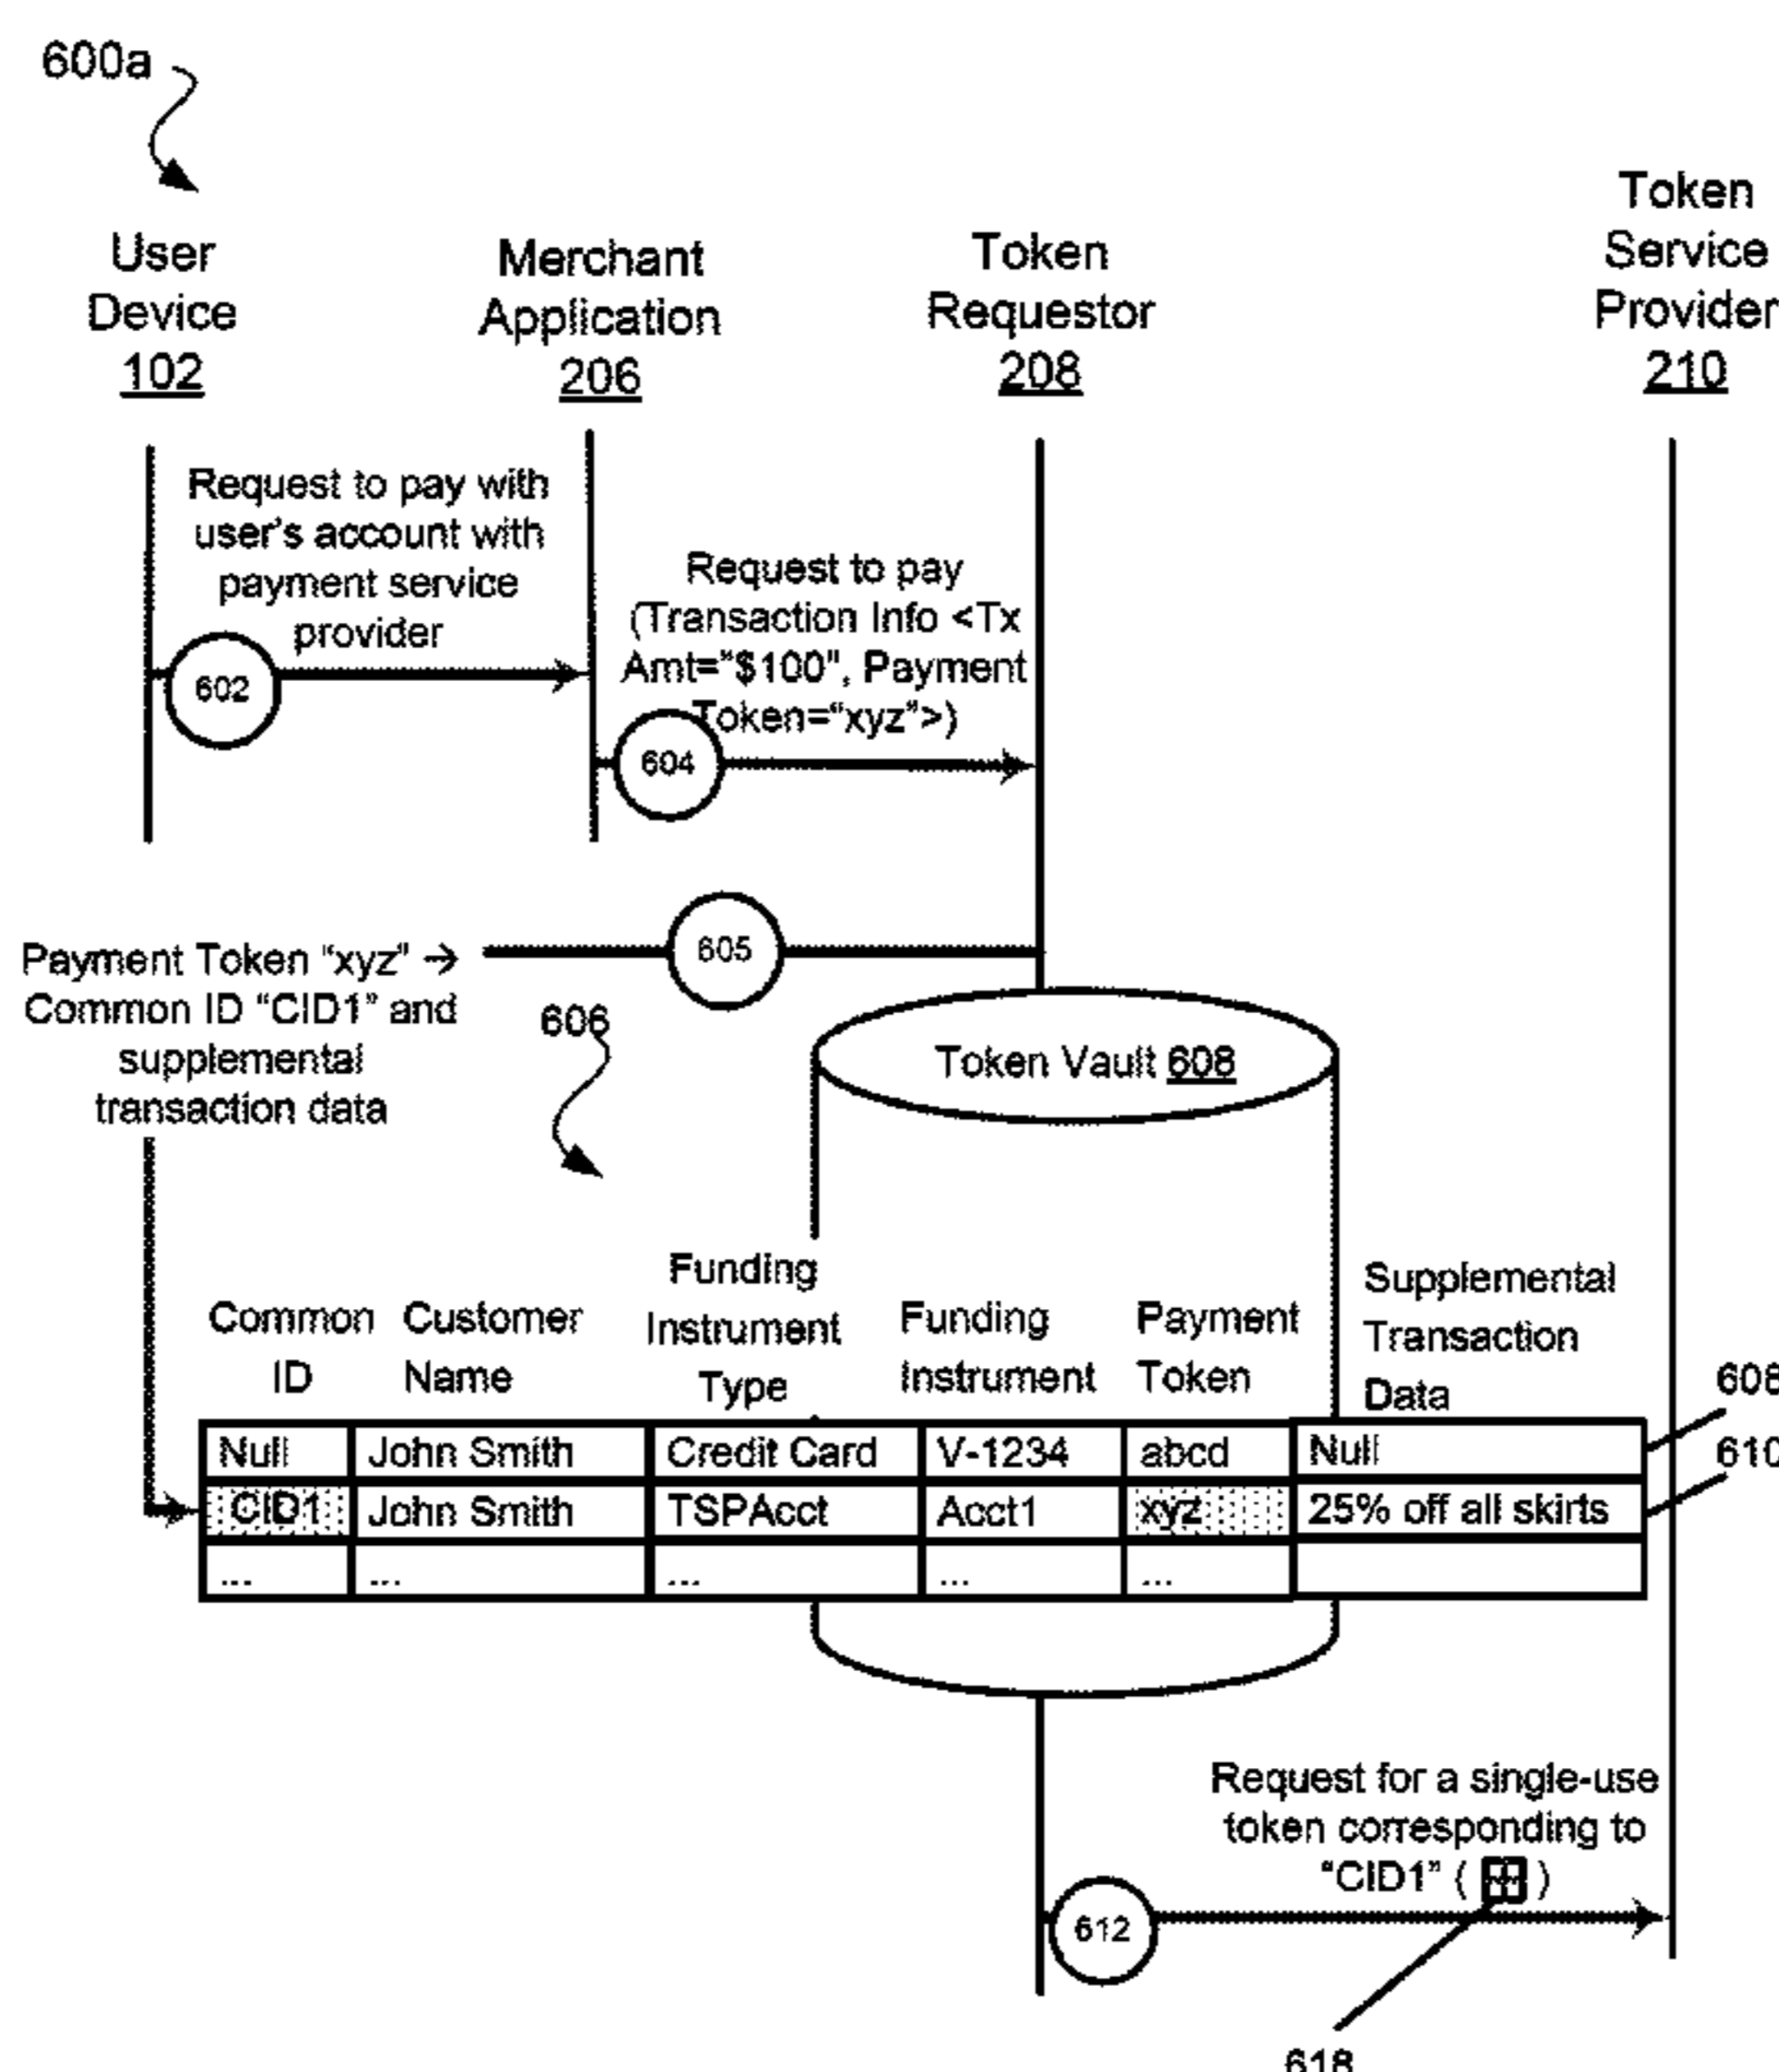 600a
User
Device
102
Merchant
Application
206
Token
Requestor
208
Token
Service
Provider
210
Request to pay with
user's account with
payment service
provider
602
Request to pay
(Transaction Info <Tx
Amt="$100", Payment
Token="xyz">)
604
605
Payment Token "xyz" →
Common ID "CID1" and
supplemental
transaction data
606
Token Vault 608
Common
ID
Customer
Name
Funding
Instrument
Type
Funding
Instrument
Payment
Token
Supplemental
Transaction
Data
608
610
Null John Smith Credit Card V-1234 abcd Null
CID1 John Smith TSPAcct Acct1 xyz 25% off all skirts
... ... ... ... ...
Request for a single-use
token corresponding to
"CID1" ( )
612
618